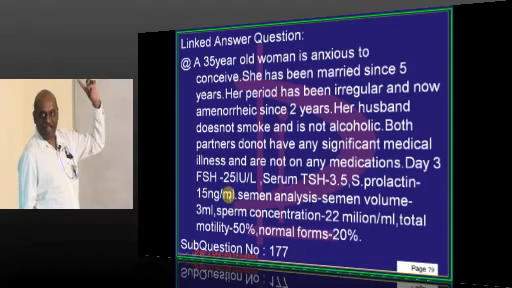 Linked Answer Question:
@ A 35year old woman is anxious to
conceive.She has been married since 5
years.Her period has been irregular and now
amenorrheic since 2 years.Her husband
doesnot smoke and is not alcoholic.Both
partners donot have any significant medical
illness and are not on any medications.Day 3
FSH -25IU/L ,Serum TSH-3.5,S.prolactin-
15ng/ml.semen analysis-semen volume-
3ml,sperm concentration-22 milion/ml,total
motility-50%,normal forms-20%.
SubQuestion No : 177
Page 79